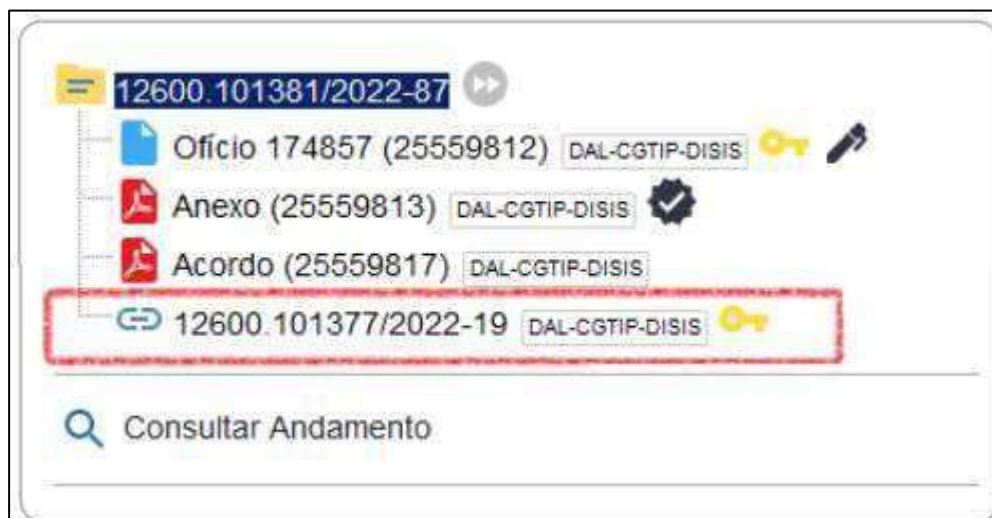 12600.101381/2022-87
Ofício 174857 (25559812) DAL-CGTIP-DISIS
Anexo (25559813) DAL-CGTIP-DISIS
Acordo (25559817) DAL-CGTIP-DISIS
12600.101377/2022-19 DAL-CGTIP-DISIS
Consultar Andamento